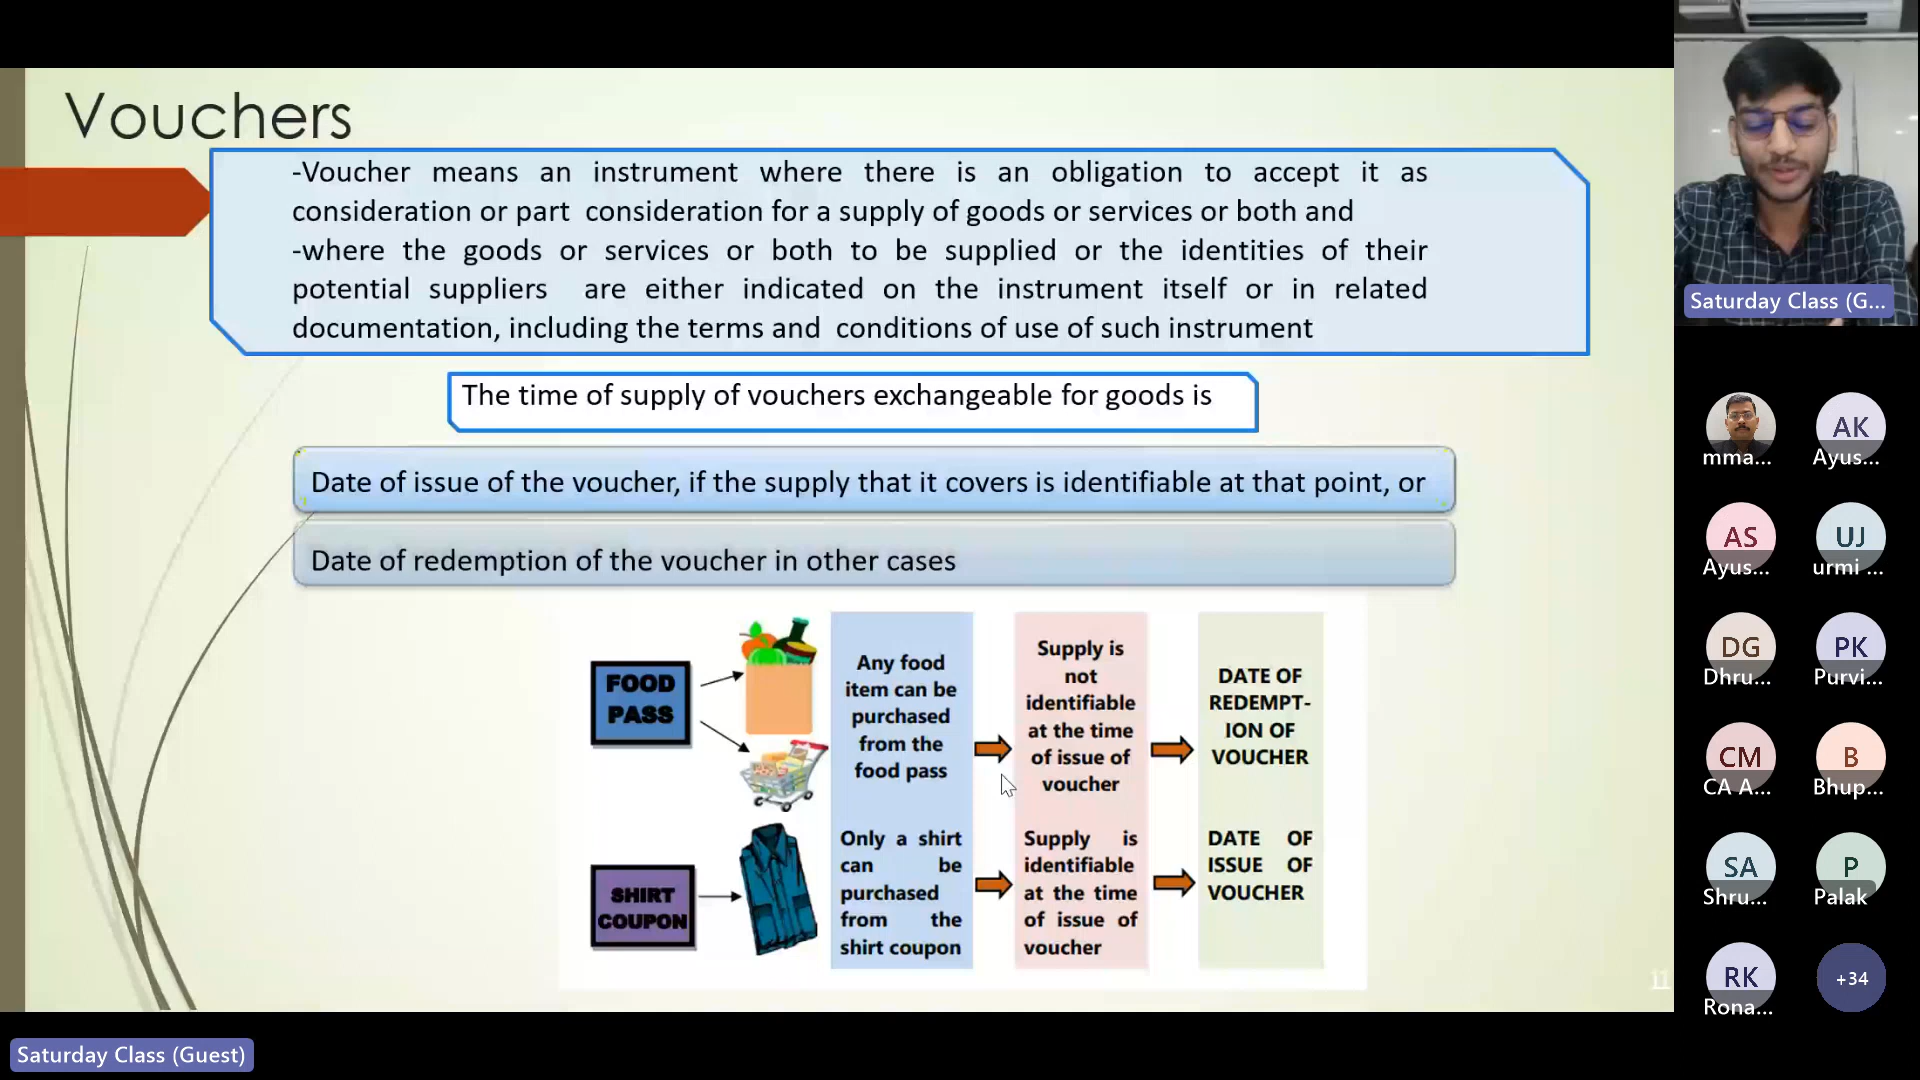 Vouchers
-Voucher means an instrument where there is an obligation to accept it as
consideration or part consideration for a supply of goods or services or both and
-where the goods or services or both to be supplied or the identities of their
potential suppliers are either indicated on the instrument itself or in related
documentation, including the terms and conditions of use of such instrument
The time of supply of vouchers exchangeable for goods is
Date of issue of the voucher, if the supply that it covers is identifiable at that point, or
Date of redemption of the voucher in other cases
FOOD
PASS
Any food
item can be
purchased
from the
food pass
Supply is
not
identifiable
at the time
of issue of
voucher
DATE OF
REDEMPT-
ION OF
VOUCHER
SHIRT
COUPON
Only a shirt
can be
purchased
from the
shirt coupon
Supply is
identifiable
at the time
of issue of
voucher
DATE OF
ISSUE OF
VOUCHER
11
Saturday Class (Guest)
Saturday Class (G...
mma...
AK
Ayus...
AS
Ayus...
UJ
urmi ...
DG
Dhru...
PK
Purvi...
CM
CA A...
B
Bhup...
SA
Shru...
P
Palak
RK
Rona...
+34